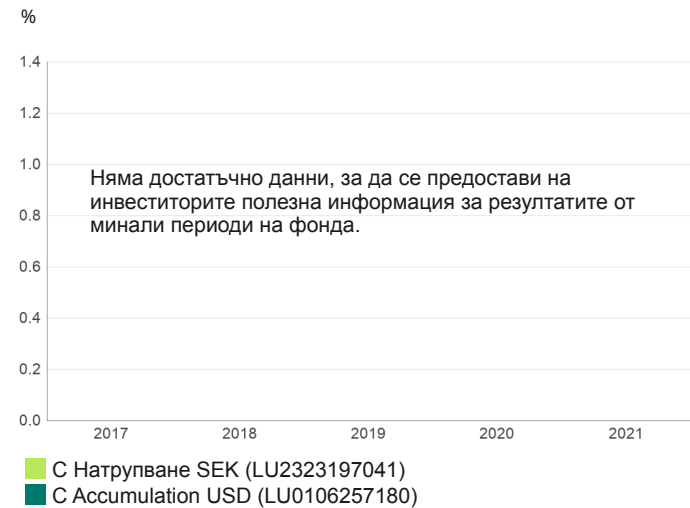 %
1.4
1.2
1.0
Няма достатъчно данни, за да се предостави на
инвеститорите полезна информация за резултатите от
0.8
минали периоди на фонда.
0.6
0.4
0.2
0.0
2017 2018 2019 2020 2021
С Натрупване SEK (LU2323197041)
C Accumulation USD (LU0106257180)